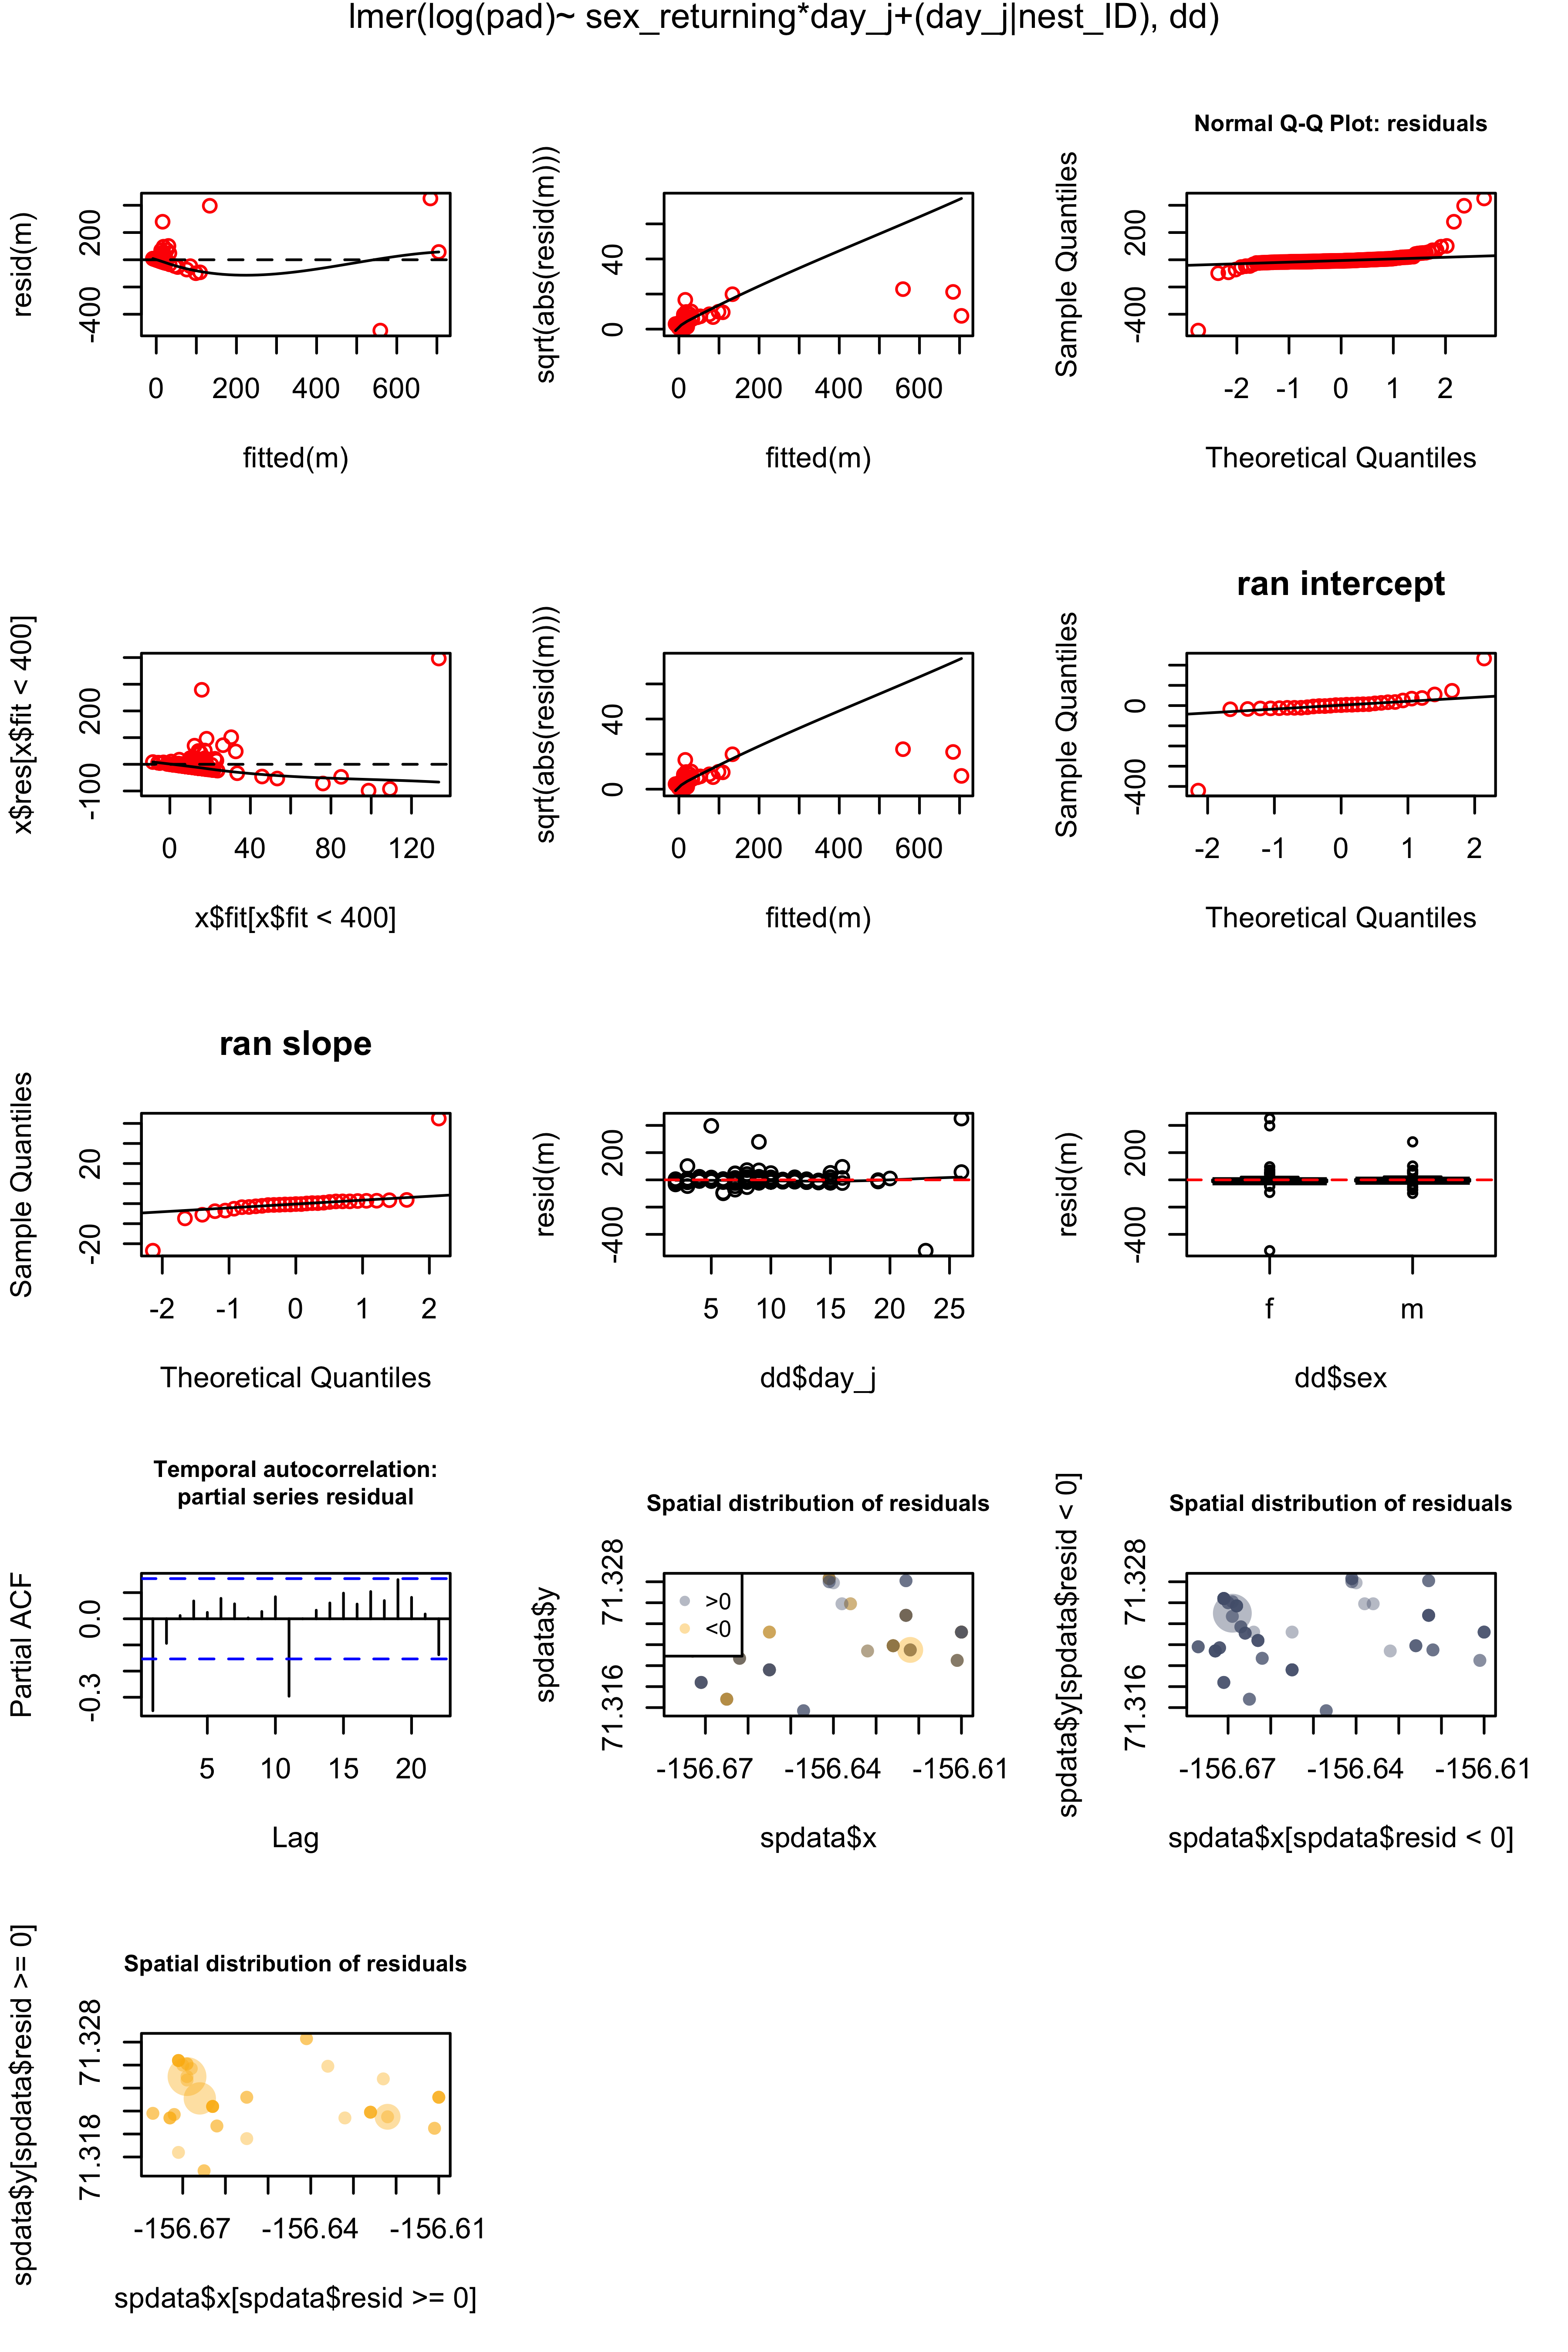 lmer(log(pad)~ sex_returning*day_j+(day_j|nest_ID), dd)
resid(m)
-400
200
0
200
400
600
fitted(m)
sqrt(abs(resid(m)))
0
40
0
200
400
600
fitted(m)
Normal Q-Q Plot: residuals
Sample Quantiles
-400
200
-2
-1
0
1
2
Theoretical Quantiles
x$res[x$fit < 400]
-100
200
0
40
80
120
x$fit[x$fit < 400]
sqrt(abs(resid(m)))
0
40
0
200
400
600
fitted(m)
ran intercept
Sample Quantiles
-400
0
-2
-1
0
1
2
Theoretical Quantiles
ran slope
Sample Quantiles
-20
20
-2
-1
0
1
2
Theoretical Quantiles
resid(m)
-400
200
5
10
15
20
25
dd$day_j
resid(m)
-400
200
f
m
dd$sex
Temporal autocorrelation:
partial series residual
Partial ACF
-0.3
0.0
5
10
15
20
Lag
Spatial distribution of residuals
spdata$y
71.316
71.328
>0
<0
-156.67
-156.64
-156.61
spdata$x
Spatial distribution of residuals
spdata$y[spdata$resid < 0]
71.316
71.328
-156.67
-156.64
-156.61
spdata$x[spdata$resid < 0]
Spatial distribution of residuals
spdata$y[spdata$resid >= 0]
71.318
71.328
-156.67
-156.64
-156.61
spdata$x[spdata$resid >= 0]